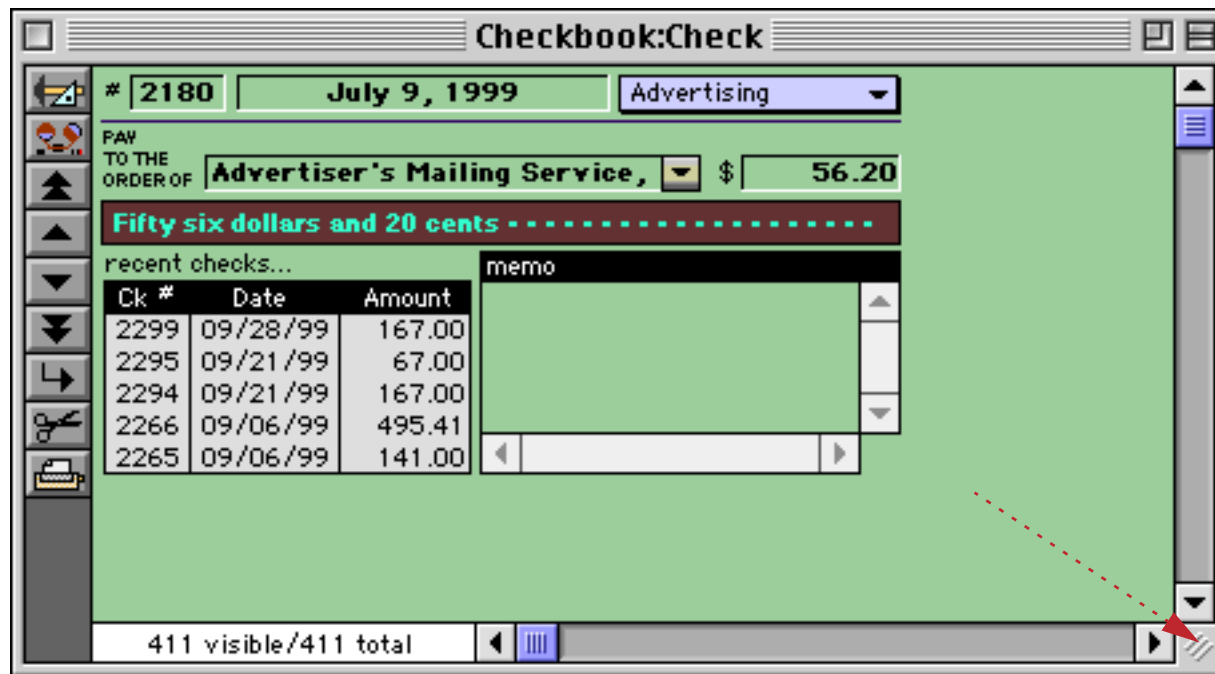 Checkbook:Check
# 2180 July 9, 1999 Advertising
PAY
TO THE
ORDER OF Advertiser's Mailing Service, $ 56.20
Fifty six dollars and 20 cents - - - - - - - - - - - - - - - - - - - -
recent checks... memo
Ck # Date Amount
2299 09/28/99 167.00
2295 09/21/99 67.00
2294 09/21/99 167.00
2266 09/06/99 495.41
2265 09/06/99 141.00
411 visible/411 total